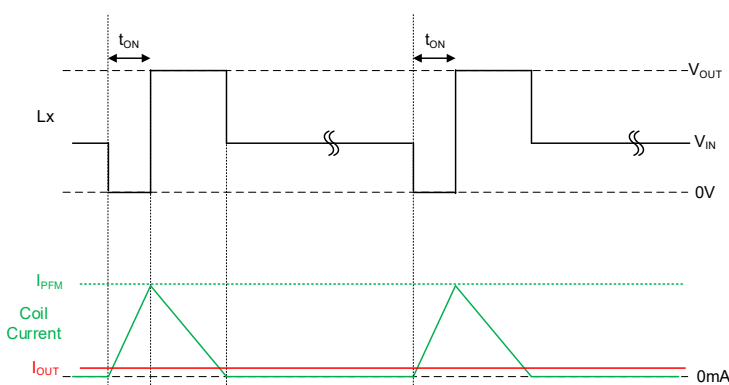 tON
tON
VOUT
Lx
VIN
0V
IPFM
Coil
Current
IOUT
0mA